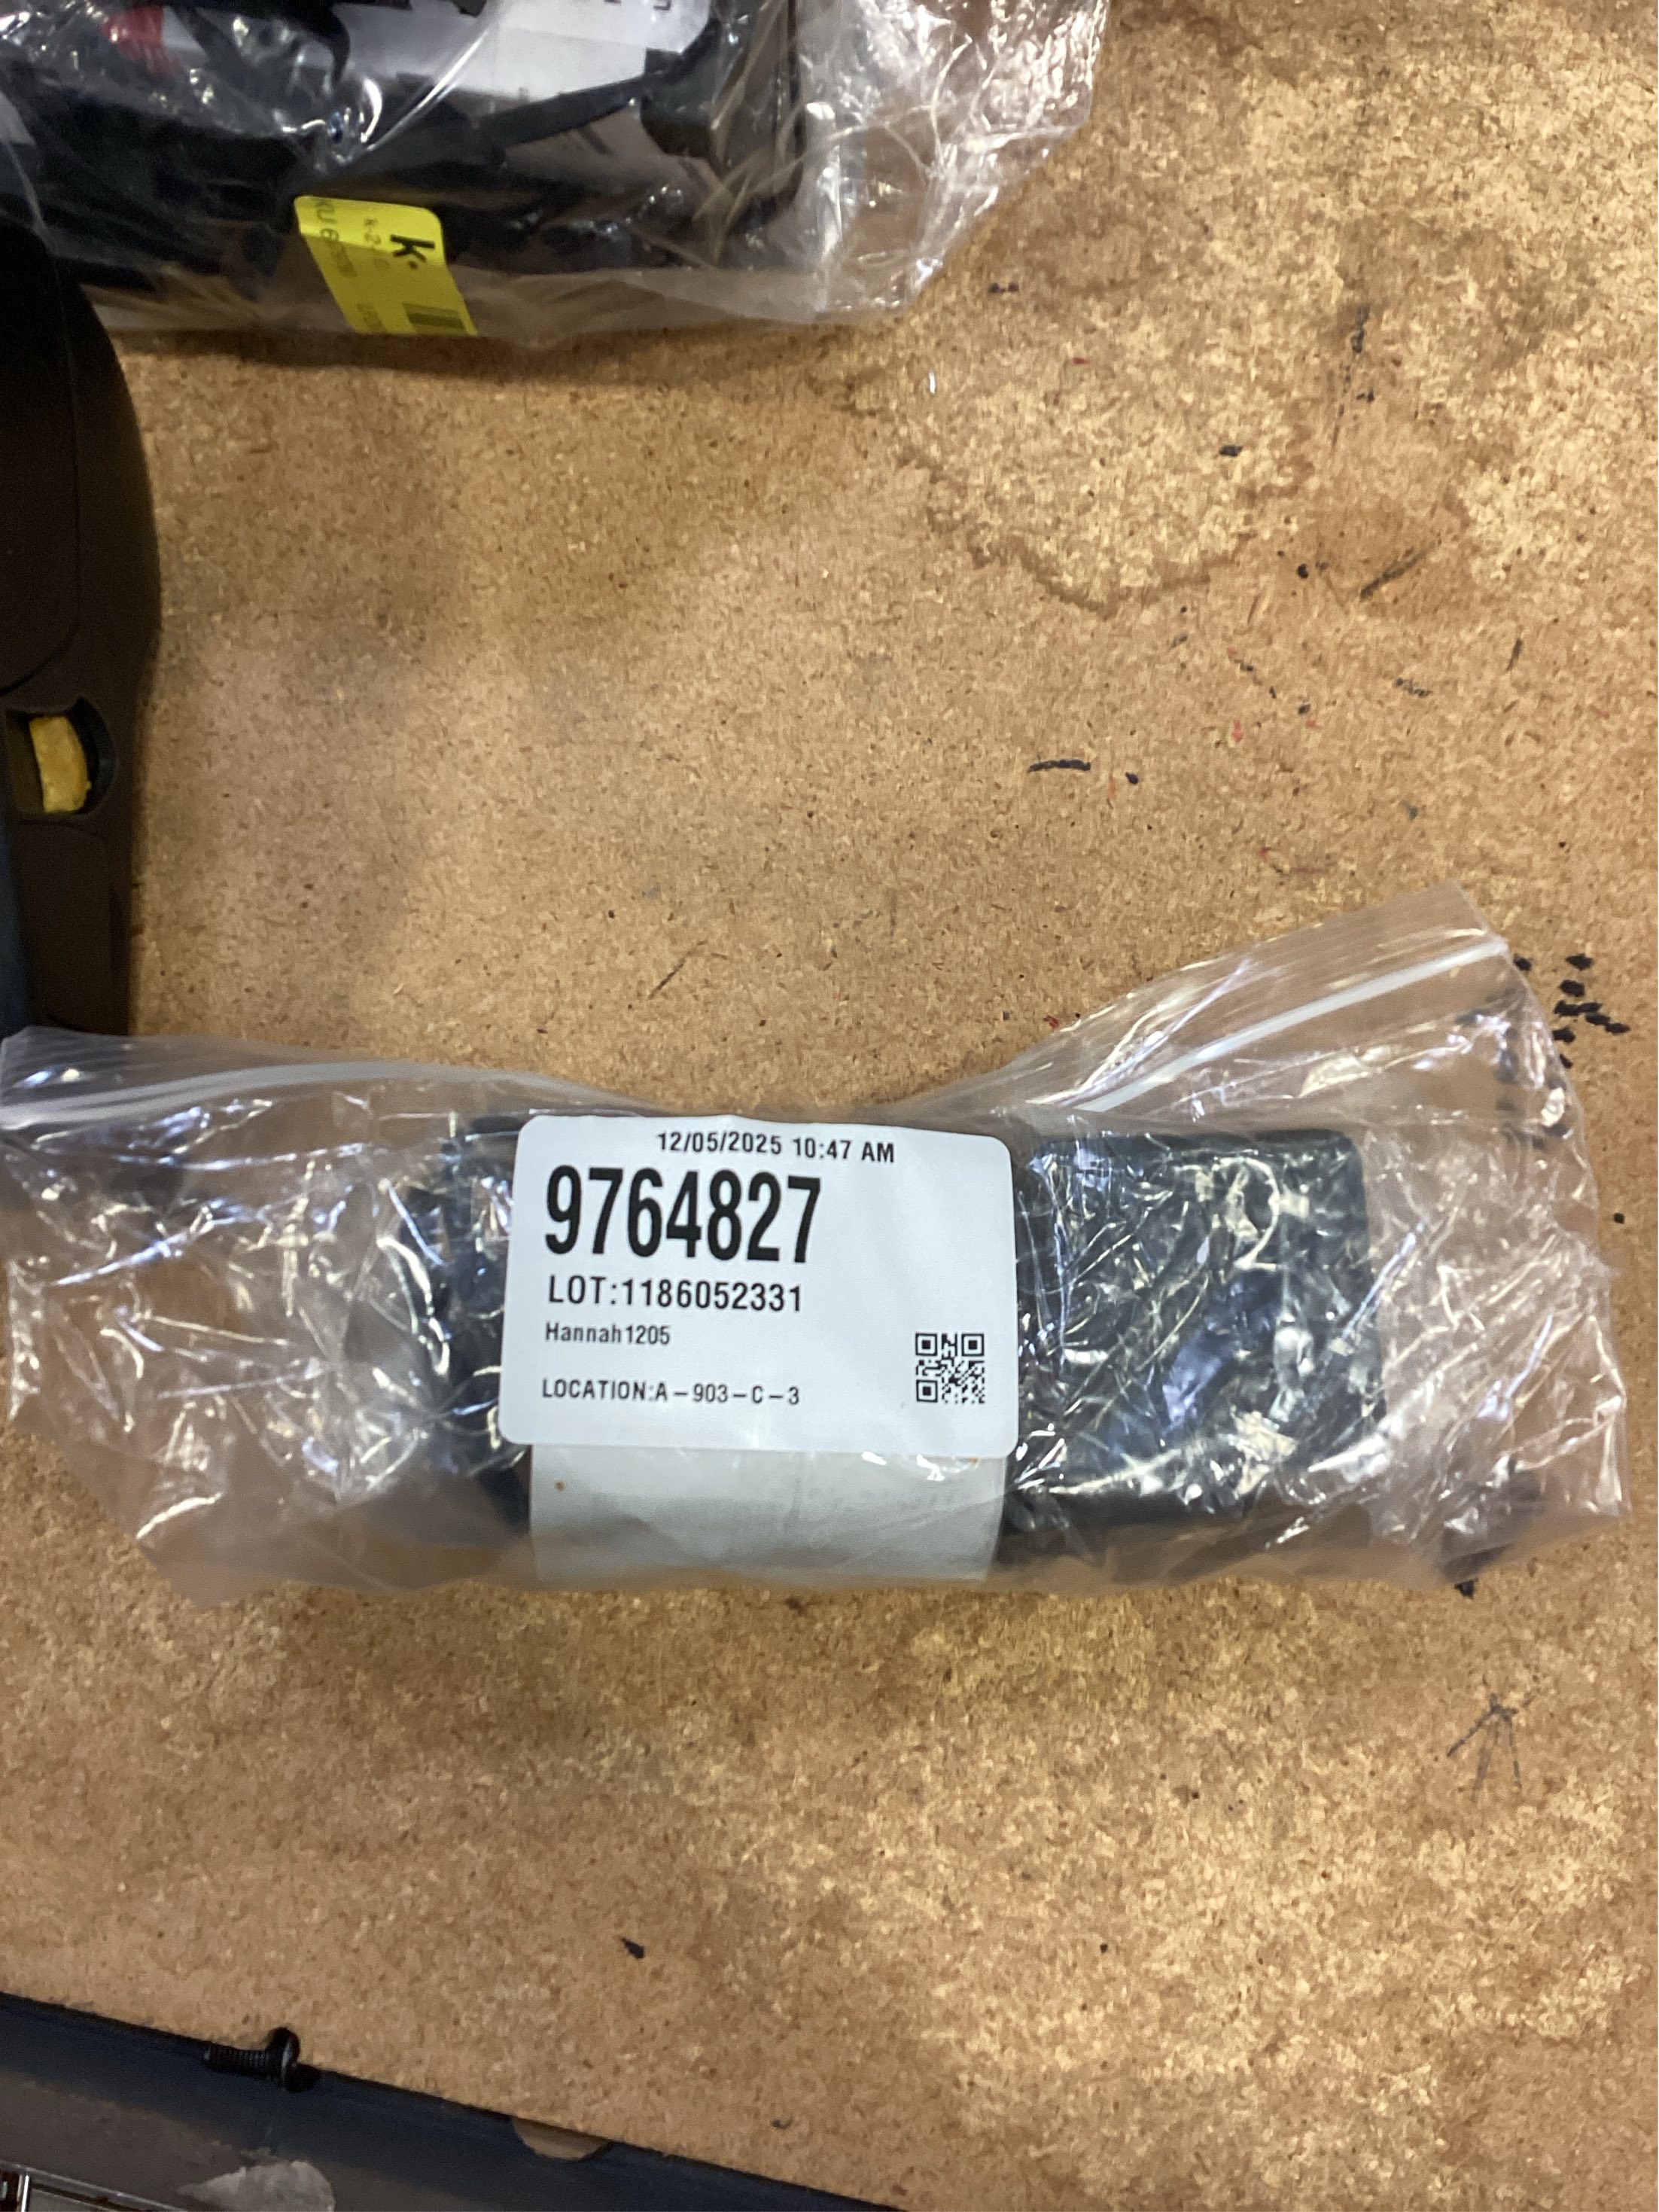 K.
12/05/2025 10:47 AM
9764827
LOT:1186052331
Hannah1205
LOCATION:A-903-C-3